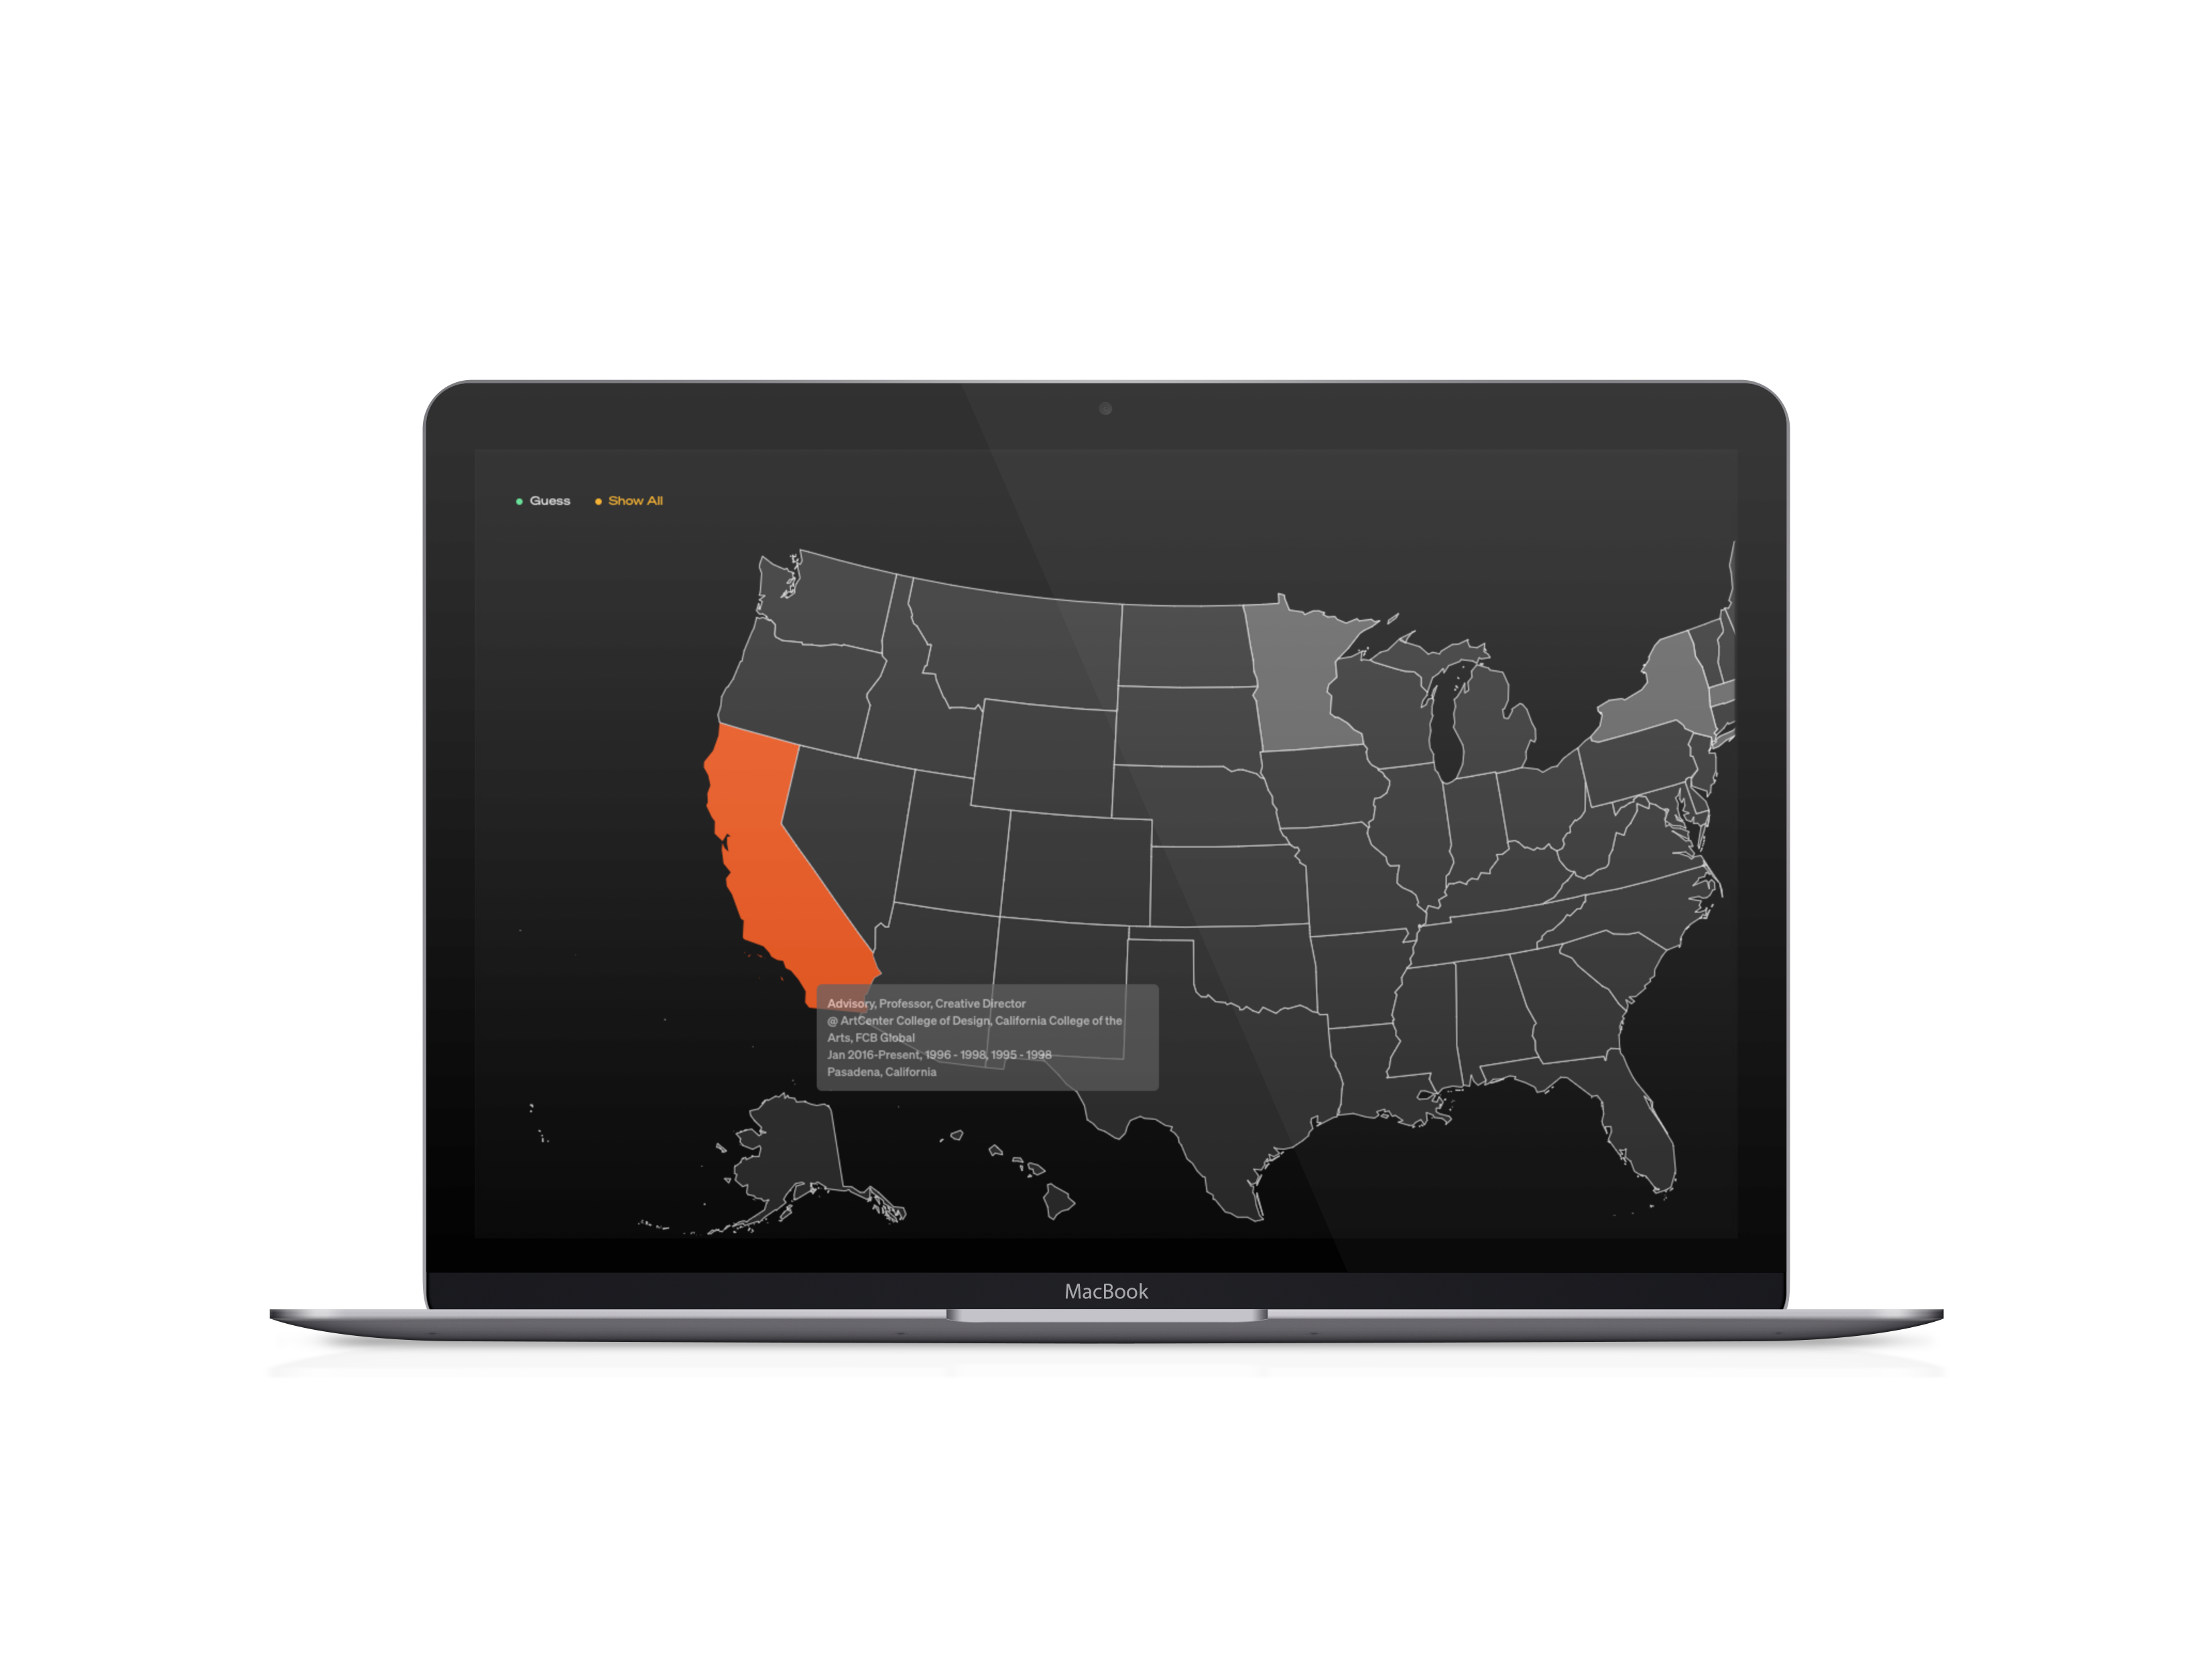 Guess
Show All
Advisory, Professor, Creative Director
@ ArtCenter College of Design, California College of the
Arts, FCB Global
Jan 2016-Present, 1996 - 1998, 1995 - 1998
Pasadena, California
MacBook